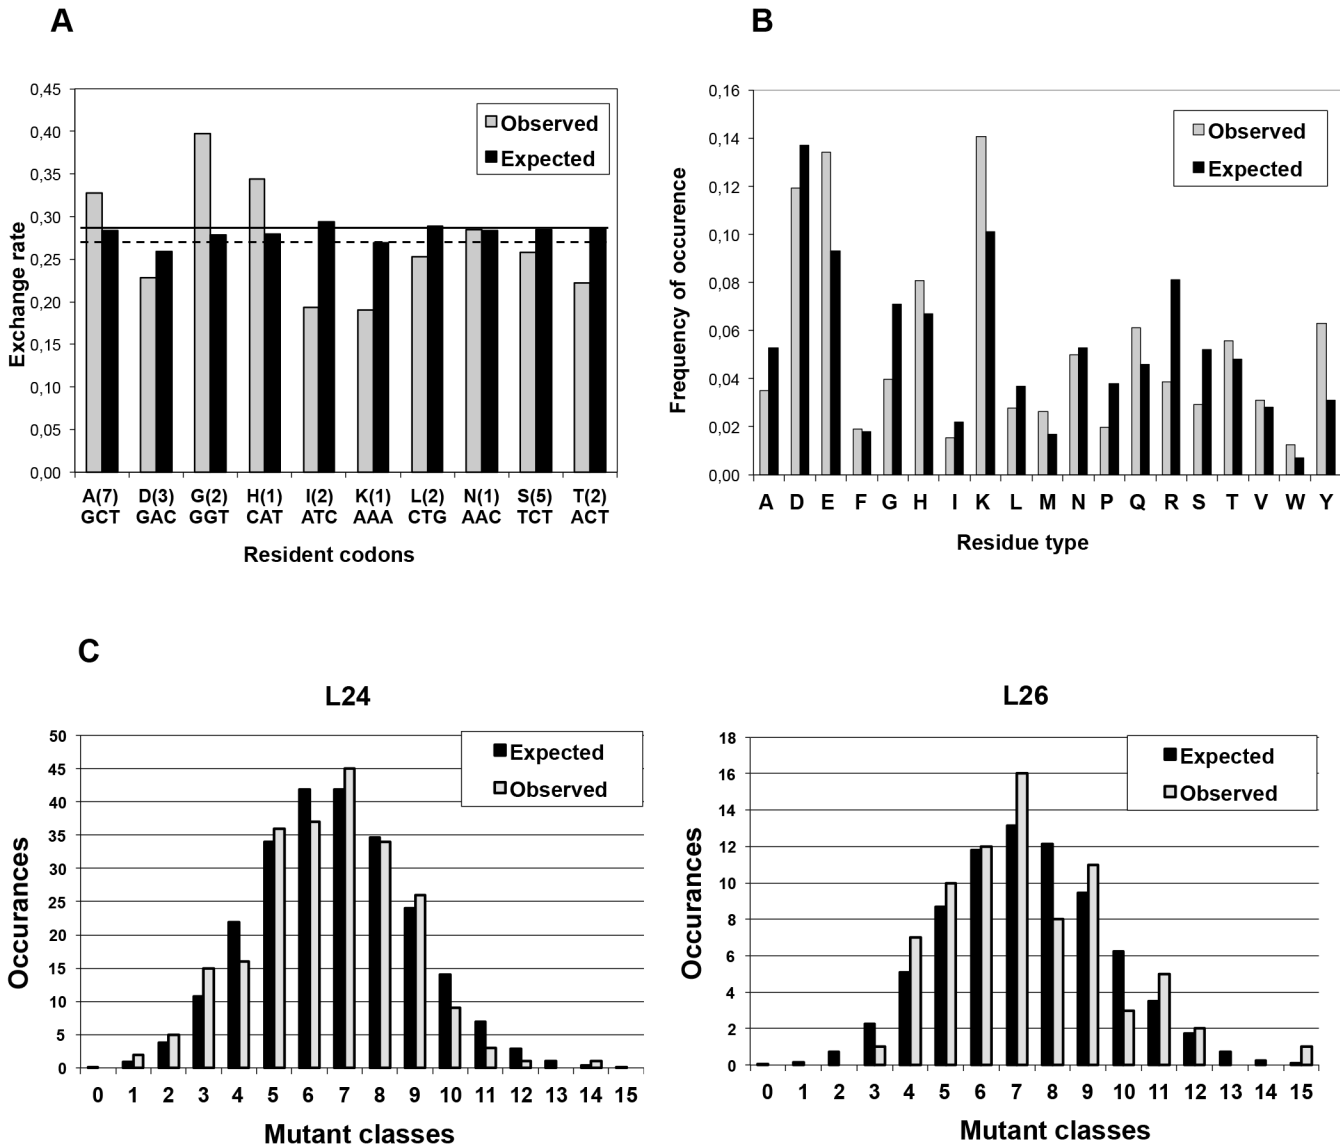 A
Exchange rate
0,45
0,40
0,35
0,30
0,25
0,20
0,15
0,10
0,05
0,00
Observed
Expected
A(7) D(3) G(2) H(1) I(2) K(1) L(2) N(1) S(5) T(2)
GCT GAC GGT CAT ATC AAA CTG AAC TCT ACT
Resident codons
B
Frequency of occurence
0,16
0,14
0,12
0,10
0,08
0,06
0,04
0,02
0,00
Observed
Expected
A D E F G H I K L M N P Q R S T V W Y
Residue type
C
L24
Occurances
50
45
40
35
30
25
20
15
10
5
0
Expected
Observed
0 1 2 3 4 5 6 7 8 9 10 11 12 13 14 15
Mutant classes
L26
Occurances
18
16
14
12
10
8
6
4
2
0
Expected
Observed
0 1 2 3 4 5 6 7 8 9 10 11 12 13 14 15
Mutant classes